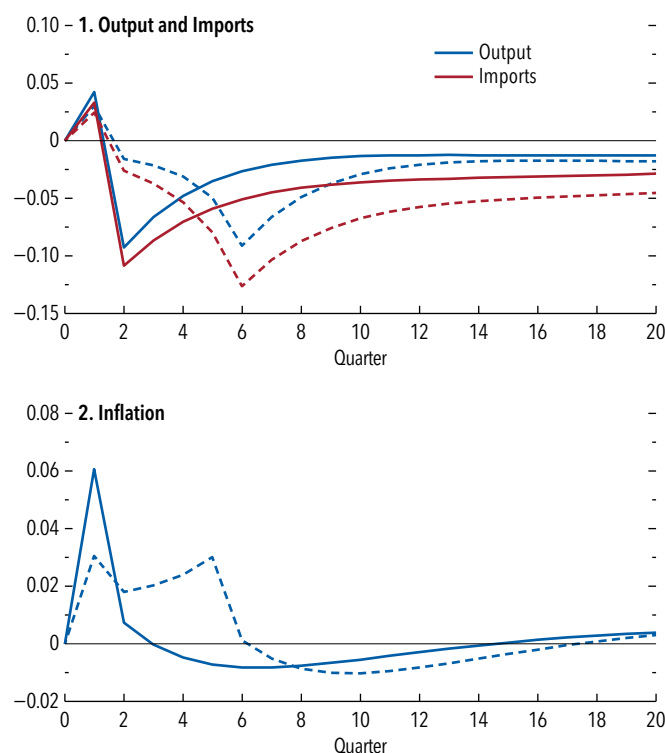 0.10
1. Output and Imports
Output
Imports
0.05
0
−0.05
−0.10
−0.15
0 2 4 6 8 10 12 14 16 18 20
Quarter
0.08
2. Inflation
0.06
0.04
0.02
0
−0.02
0 2 4 6 8 10 12 14 16 18 20
Quarter